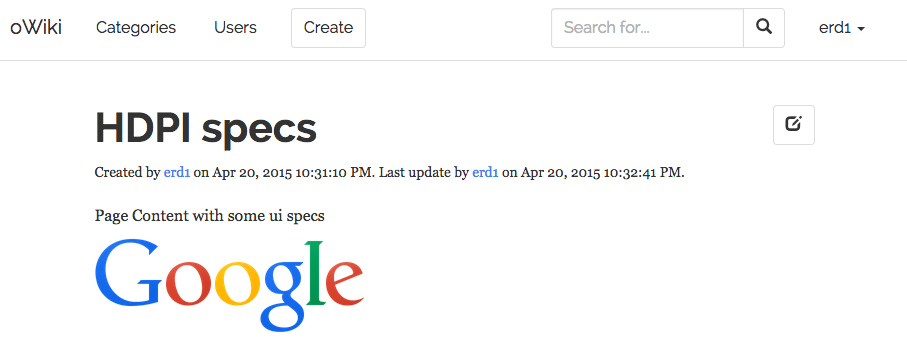 oWiki Categories Users Create Search for... erd1
HDPI specs
Created by erd1 on Apr 20, 2015 10:31:10 PM. Last update by erd1 on Apr 20, 2015 10:32:41 PM.
Page Content with some ui specs
Google